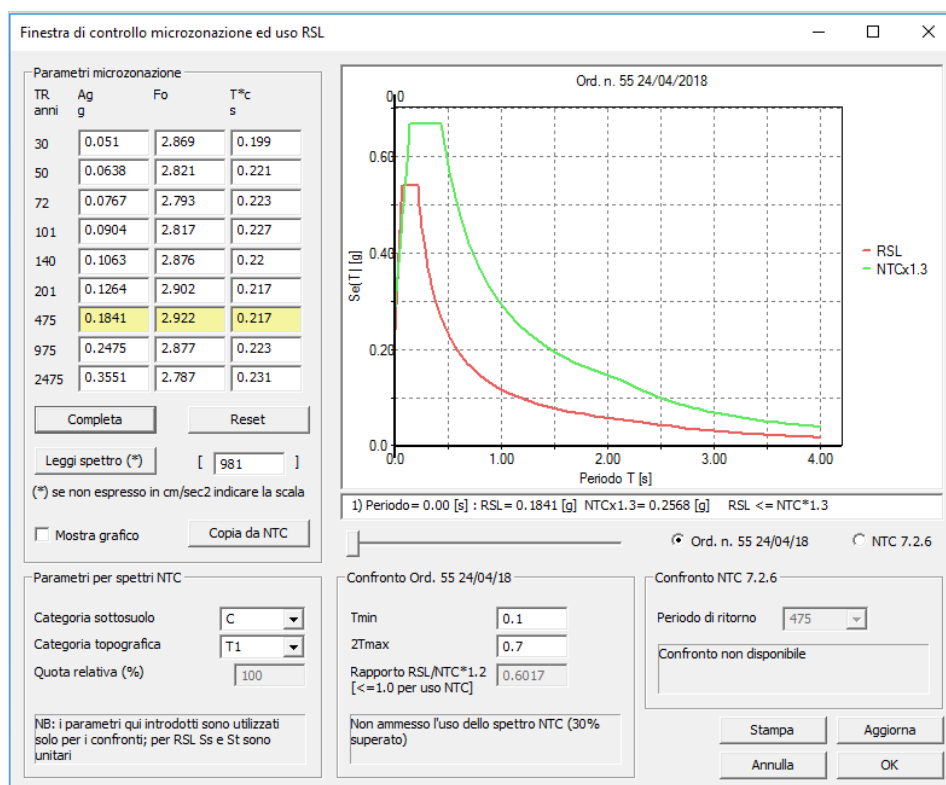 Finestra di controllo microzonazione ed uso RSL
Parametri microzonazione
TR Ag Fo T*c
anni g s
30 0.051 2.869 0.199
50 0.0638 2.821 0.221
72 0.0767 2.793 0.223
101 0.0904 2.817 0.227
140 0.1063 2.876 0.22
201 0.1264 2.902 0.217
475 0.1841 2.922 0.217
975 0.2475 2.877 0.223
2475 0.3551 2.787 0.231
Completa Reset
Leggi spettro (*) [ 981 ]
(*) se non espresso in cm/sec2 indicare la scala
Mostra grafico Copia da NTC
Ord. n. 55 24/04/2018
0.0
0.60
0.40
0.20
0.0
Se(T) [g]
0.0 1.00 2.00 3.00 4.00
Periodo T [s]
RSL
NTCx1.3
1) Periodo= 0.00 [s] : RSL= 0.1841 [g] NTCx1.3= 0.2568 [g] RSL <= NTC*1.3
Ord. n. 55 24/04/18 NTC 7.2.6
Parametri per spettri NTC
Categoria sottosuolo C
Categoria topografica T1
Quota relativa (%) 100
NB: i parametri qui introdotti sono utilizzati
solo per i confronti; per RSL Ss e St sono
unitari
Confronto Ord. 55 24/04/18
Tmin 0.1
2Tmax 0.7
Rapporto RSL/NTC*1.2 0.6017
[<=1.0 per uso NTC]
Non ammesso l'uso dello spettro NTC (30%
superato)
Confronto NTC 7.2.6
Periodo di ritorno 475
Confronto non disponibile
Stampa Aggiorna
Annulla OK